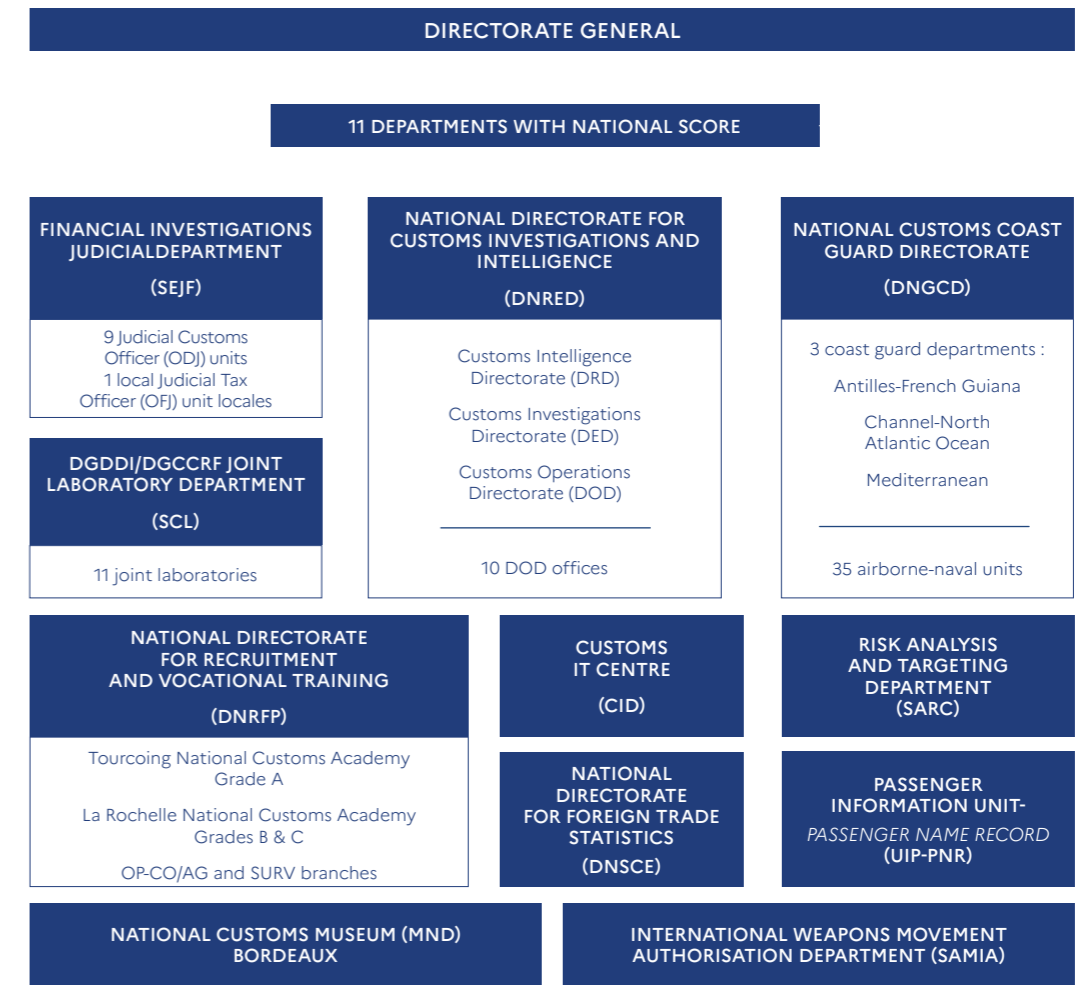 DIRECTORATE GENERAL
11 DEPARTMENTS WITH NATIONAL SCORE
FINANCIAL INVESTIGATIONS
JUDICIALDEPARTMENT
(SEJF)
9 Judicial Customs
Officer (ODJ) units
1 local Judicial Tax
Officer (OFJ) unit locales
NATIONAL DIRECTORATE FOR
CUSTOMS INVESTIGATIONS AND
INTELLIGENCE
(DNRED)
Customs Intelligence
Directorate (DRD)
Customs Investigations
Directorate (DED)
Customs Operations
Directorate (DOD)
10 DOD offices
NATIONAL CUSTOMS COAST
GUARD DIRECTORATE
(DNGCD)
3 coast guard departments :
Antilles-French Guiana
Channel-North
Atlantic Ocean
Mediterranean
35 airborne-naval units
DGDDI/DGCCRF JOINT
LABORATORY DEPARTMENT
(SCL)
11 joint laboratories
NATIONAL DIRECTORATE
FOR RECRUITMENT
AND VOCATIONAL TRAINING
(DNRFP)
Tourcoing National Customs Academy
Grade A
La Rochelle National Customs Academy
Grades B & C
OP-CO/AG and SURV branches
CUSTOMS
IT CENTRE
(CID)
RISK ANALYSIS
AND TARGETING
DEPARTMENT
(SARC)
NATIONAL
DIRECTORATE
FOR FOREIGN TRADE
STATISTICS
(DNSCE)
PASSENGER
INFORMATION UNIT-
PASSENGER NAME RECORD
(UIP-PNR)
NATIONAL CUSTOMS MUSEUM (MND)
BORDEAUX
INTERNATIONAL WEAPONS MOVEMENT
AUTHORISATION DEPARTMENT (SAMIA)